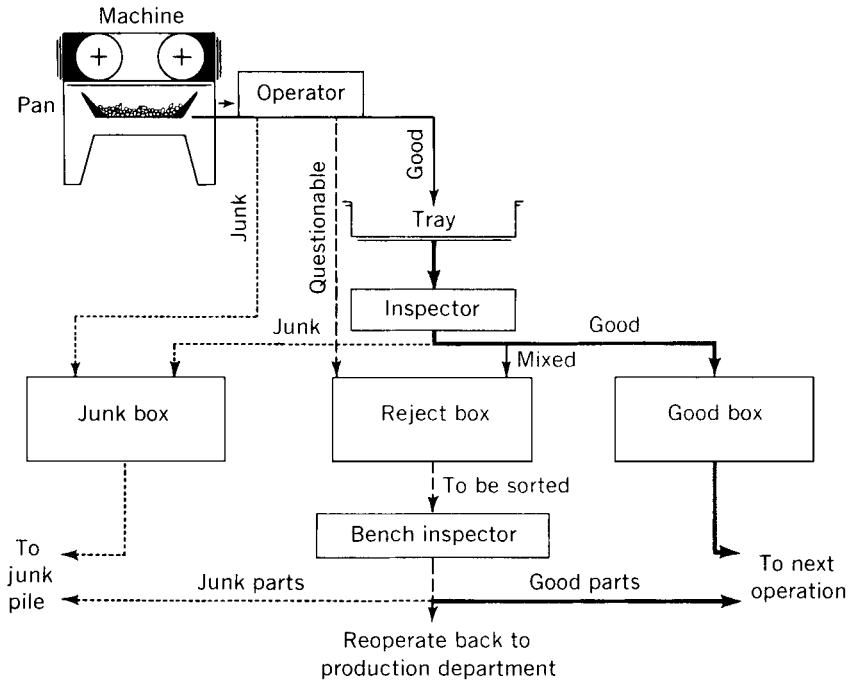 Machine
Pan
Operator
Junk
Questionable
Good
Tray
Inspector
Junk
Good
Mixed
Junk box
Reject box
Good box
To be sorted
Bench inspector
To
junk
pile
Junk parts
Good parts
To next
operation
Reoperate back to
production department